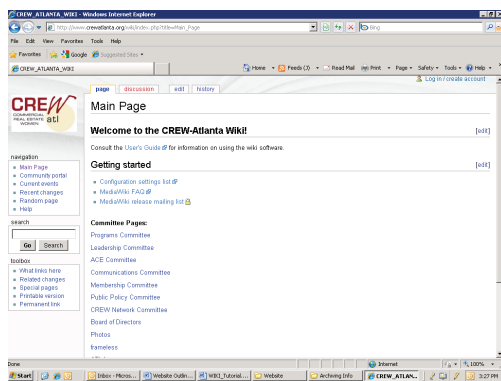 CREW_ATLANTA_WIKI - Windows Internet Explorer
http://www.crewatlanta.org/wiki/index.php?title=Main_Page
Bing
File Edit View Favorites Tools Help
Favorites Google Suggested Sites
CREW_ATLANTA_WIKI
Home Feeds (J) Read Mail Print Page Safety Tools Help
Log in / create account
page discussion edit history
CREW
COMMERCIAL
REAL ESTATE
WOMEN
atl
Main Page
Welcome to the CREW-Atlanta Wiki! [edit]
Consult the User's Guide for information on using the wiki software.
Getting started [edit]
Configuration settings list
MediaWiki FAQ
MediaWiki release mailing list
Committee Pages:
Programs Committee
Leadership Committee
ACE Committee
Communications Committee
Membership Committee
Public Policy Committee
CREW Network Committee
Board of Directors
Photos
frameless
navigation
Main Page
Community portal
Current events
Recent changes
Random page
Help
search
Go Search
toolbox
What links here
Related changes
Special pages
Printable version
Permanent link
Done Internet 100%
Start Inbox - Micros... Website Outlin... WIKI_Tutorial.... Website Archiving Info CREW_ATLAN... 3:27 PM